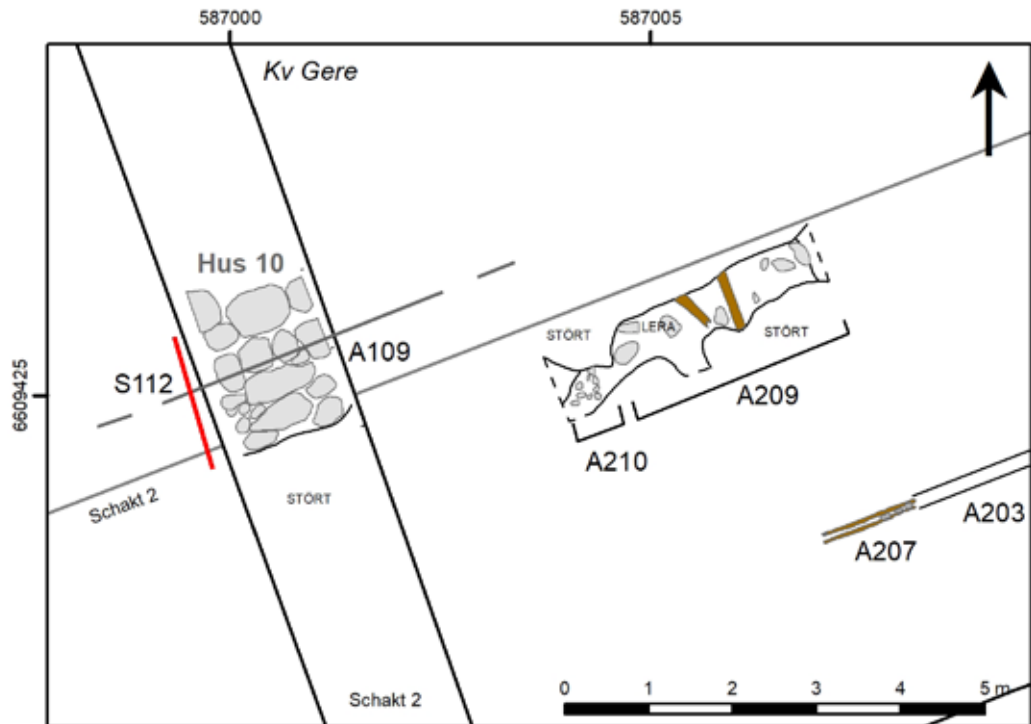 587000
587005
Kv Gere
Hus 10
6609425
S112
A109
STÖRT
LERA
STÖRT
A209
A210
Schakt 2
STÖRT
A203
A207
Schakt 2
0 1 2 3 4 5 m